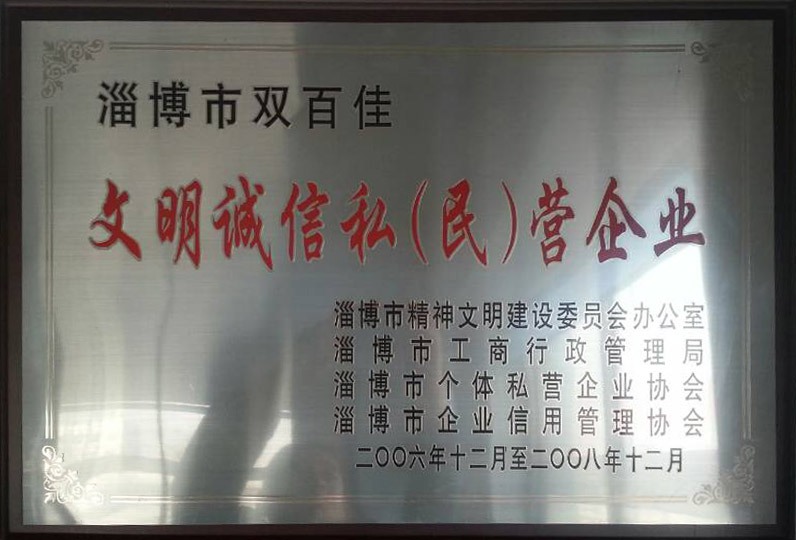 淄博市双百佳
文明诚信私(民)营企业
淄博市精神文明建设委员会办公室
淄博市工商行政管理局
淄博市个体私营企业协会
淄博市企业信用管理协会
二〇〇六年十二月至二〇〇八年十二月